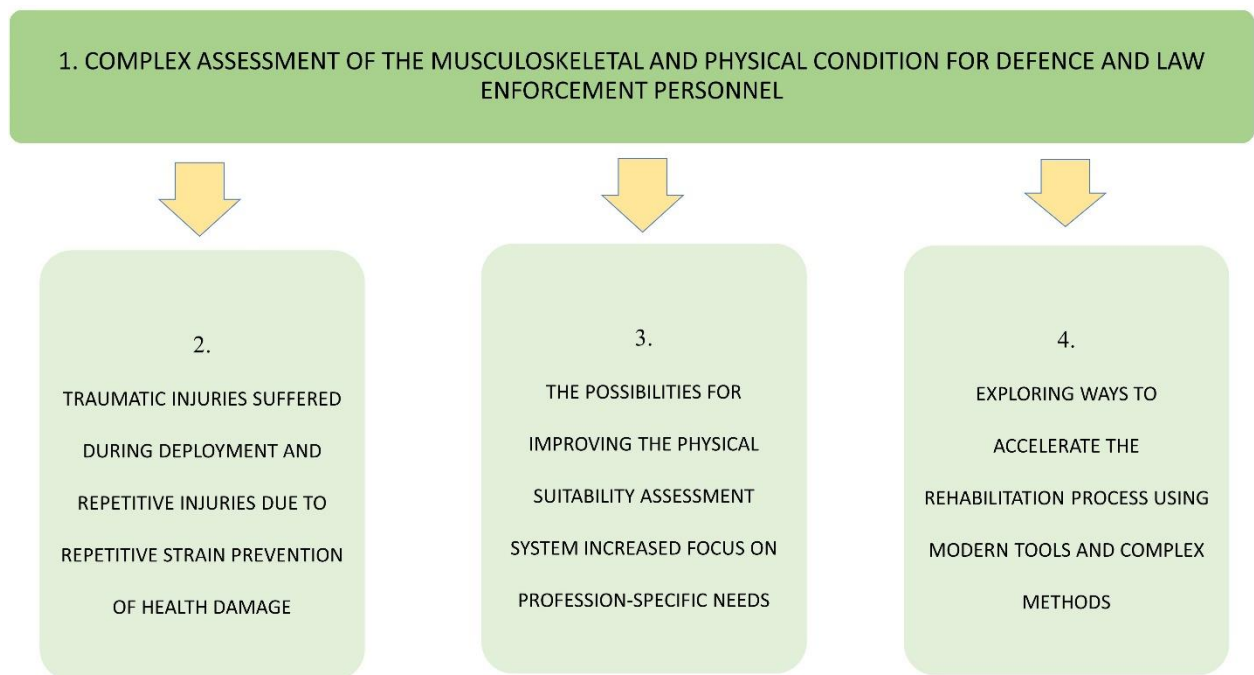 1. COMPLEX ASSESSMENT OF THE MUSCULOSKELETAL AND PHYSICAL CONDITION FOR DEFENCE AND LAW
ENFORCEMENT PERSONNEL
2.
TRAUMATIC INJURIES SUFFERED
DURING DEPLOYMENT AND
REPETITIVE INJURIES DUE TO
REPETITIVE STRAIN PREVENTION
OF HEALTH DAMAGE
3.
THE POSSIBILITIES FOR
IMPROVING THE PHYSICAL
SUITABILITY ASSESSMENT
SYSTEM INCREASED FOCUS ON
PROFESSION-SPECIFIC NEEDS
4.
EXPLORING WAYS TO
ACCELERATE THE
REHABILITATION PROCESS USING
MODERN TOOLS AND COMPLEX
METHODS